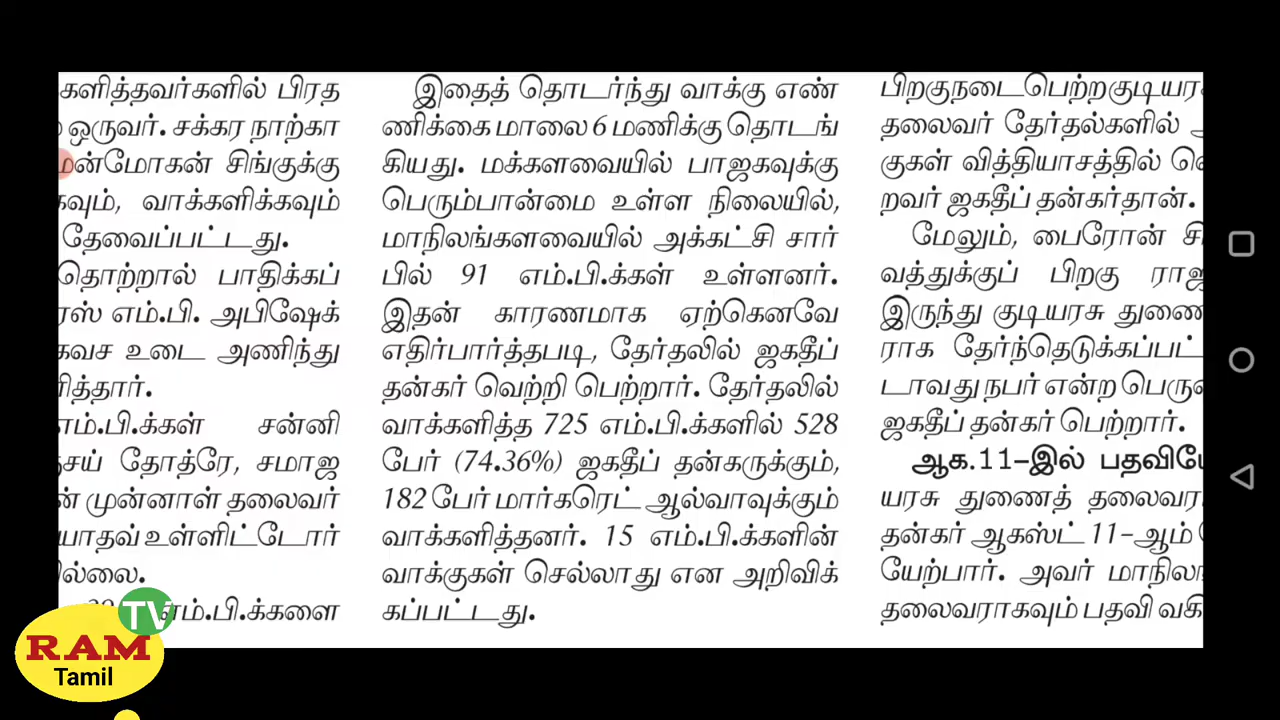 களித்தவர்களில் பிரத
ஒருவர். சக்கர நாற்கா
மன்மோகன் சிங்குக்கு
கவும், வாக்களிக்கவும்
தேவைப்பட்டது.
தொற்றால் பாதிக்கப்
ரஸ் எம்.பி. அபிஷேக்
கவச உடை அணிந்து
ளித்தார்.
எம்.பி.க்கள் சன்னி
சய் தோத்ரே, சமாஜ
ன் முன்னாள் தலைவர்
யாதவ் உள்ளிட்டோர்
ில்லை.
எம்.பி.க்களை
இதைத் தொடர்ந்து வாக்கு எண்
ணிக்கை மாலை 6 மணிக்கு தொடங்
கியது. மக்களவையில் பாஜகவுக்கு
பெரும்பான்மை உள்ள நிலையில்,
மாநிலங்களவையில் அக்கட்சி சார்
பில் 91 எம்.பி.க்கள் உள்ளனர்.
இதன் காரணமாக ஏற்கெனவே
எதிர்பார்த்தபடி, தேர்தலில் ஜகதீப்
தன்கர் வெற்றி பெற்றார். தேர்தலில்
வாக்களித்த 725 எம்.பி.க்களில் 528
பேர் (74.36%) ஜகதீப் தன்கருக்கும்,
182 பேர் மார்கரெட் ஆல்வாவுக்கும்
வாக்களித்தனர். 15 எம்.பி.க்களின்
வாக்குகள் செல்லாது என அறிவிக்
கப்பட்டது.
பிறகுநடைபெற்றகுடியரச
தலைவர் தேர்தல்களில்
குகள் வித்தியாசத்தில் வெ
றவர் ஜகதீப் தன்கர்தான்.
மேலும், பைரோன் சி
வத்துக்குப் பிறகு ராஜ
இருந்து குடியரசு துணை
ராக தேர்ந்தெடுக்கப்பட்
டாவது நபர் என்ற பெரு
ஜகதீப் தன்கர் பெற்றார்.
ஆக.11-இல் பதவியே
யரசு துணைத் தலைவரா
தன்கர் ஆகஸ்ட் 11-ஆம்
யேற்பார். அவர் மாநிலா
தலைவராகவும் பதவி வகி
TV
RAM
Tamil